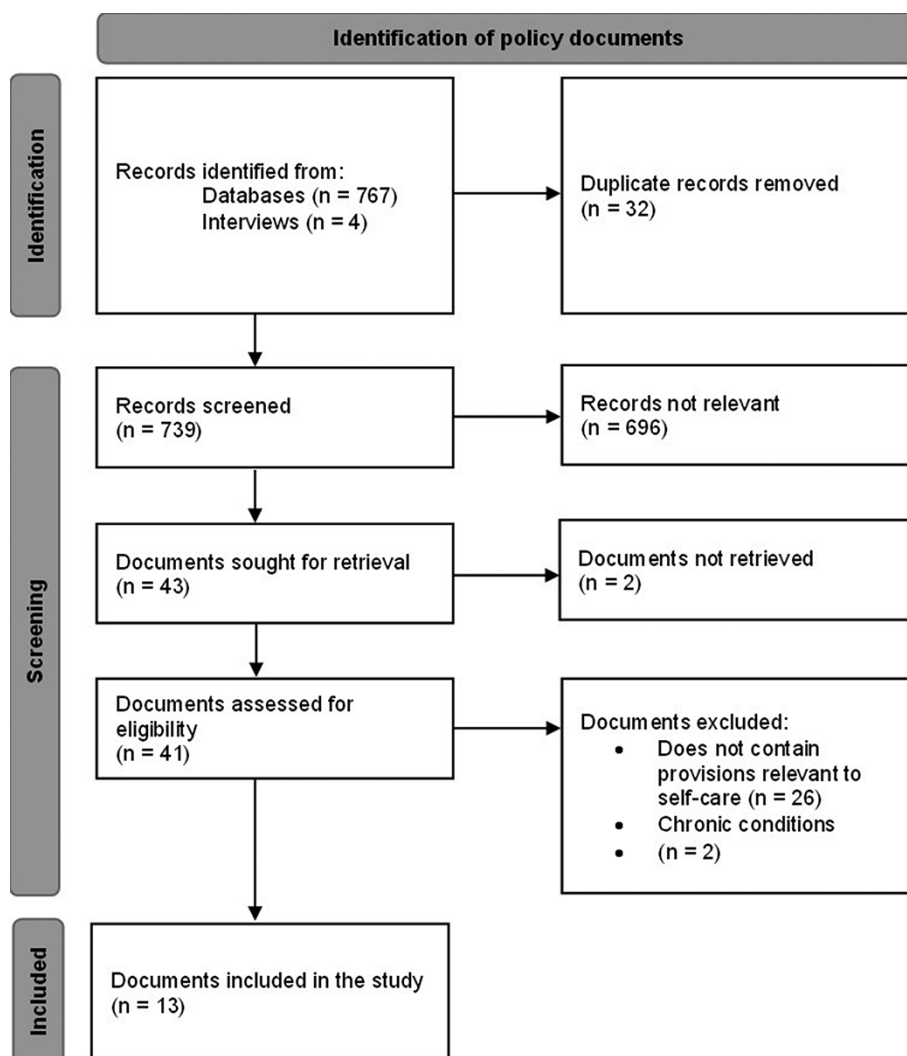 Identification of policy documents
Identification
Records identified from:
Databases (n = 767)
Interviews (n = 4)
Duplicate records removed
(n = 32)
Screening
Records screened
(n = 739)
Records not relevant
(n = 696)
Documents sought for retrieval
(n = 43)
Documents not retrieved
(n = 2)
Documents assessed for
eligibility
(n = 41)
Documents excluded:
• Does not contain
provisions relevant to
self-care (n = 26)
• Chronic conditions
• (n = 2)
Included
Documents included in the study
(n = 13)